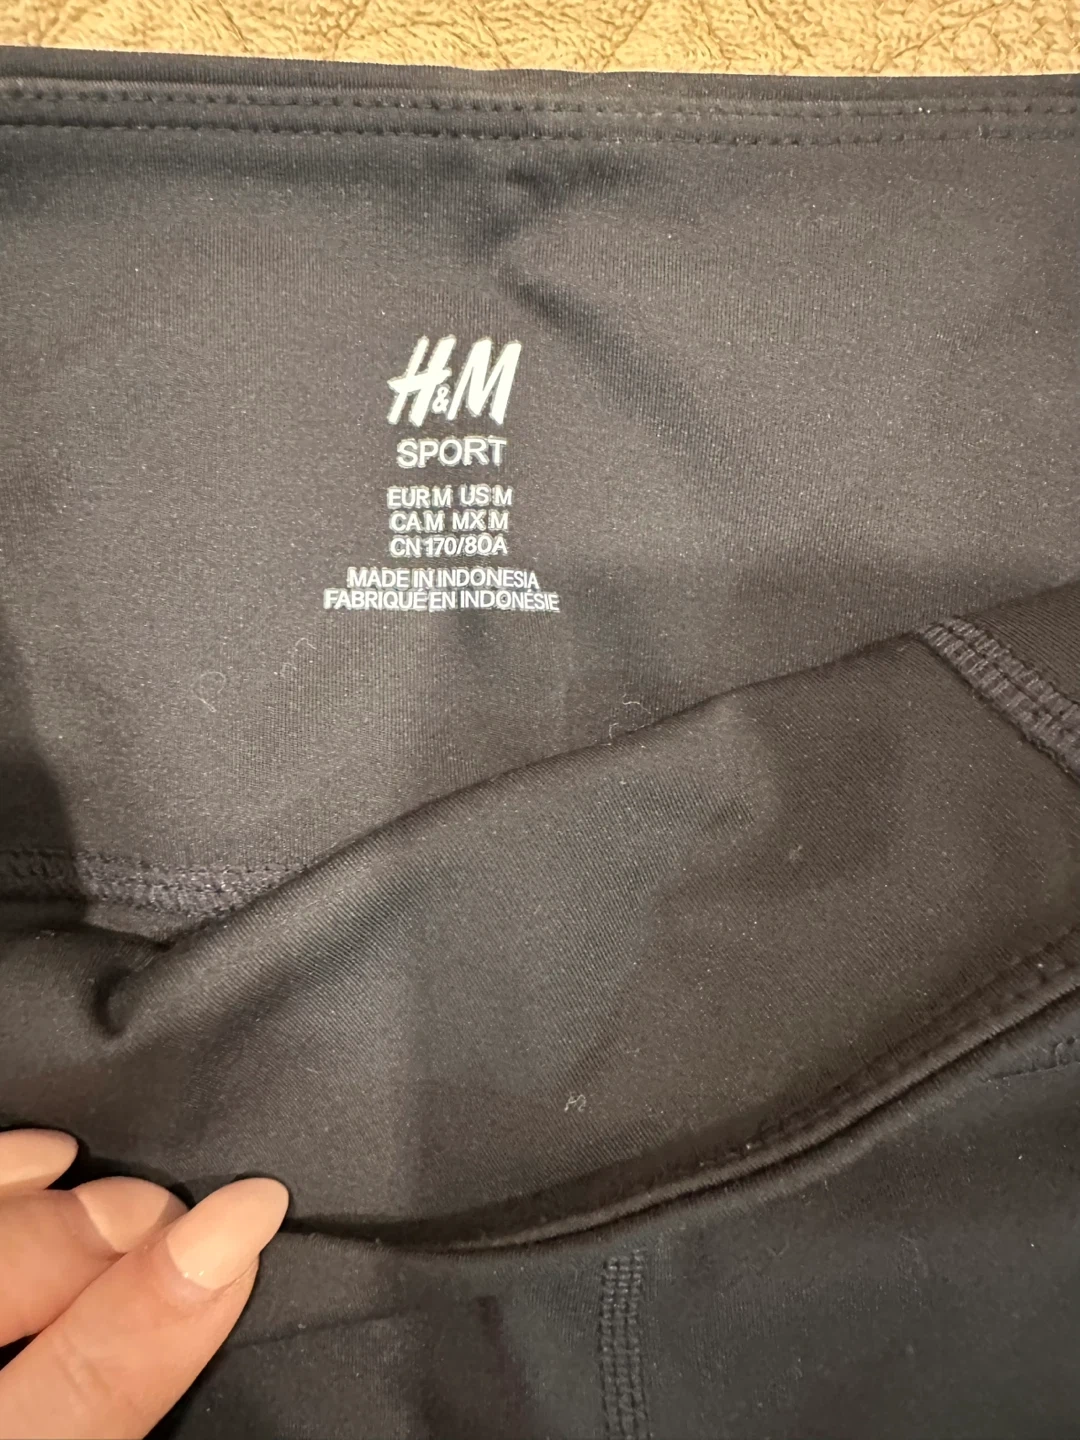 H&M
SPORT
EUR M US M
CA M MX M
CN 170/80A
MADE IN INDONESIA
FABRIQUÉ EN INDONÉSIE